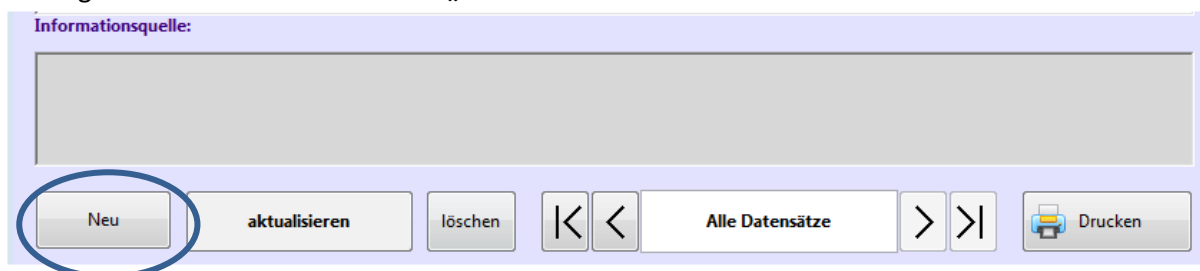 Informationsquelle:
Neu aktualisieren löschen |< < Alle Datensätze > >| Drucken